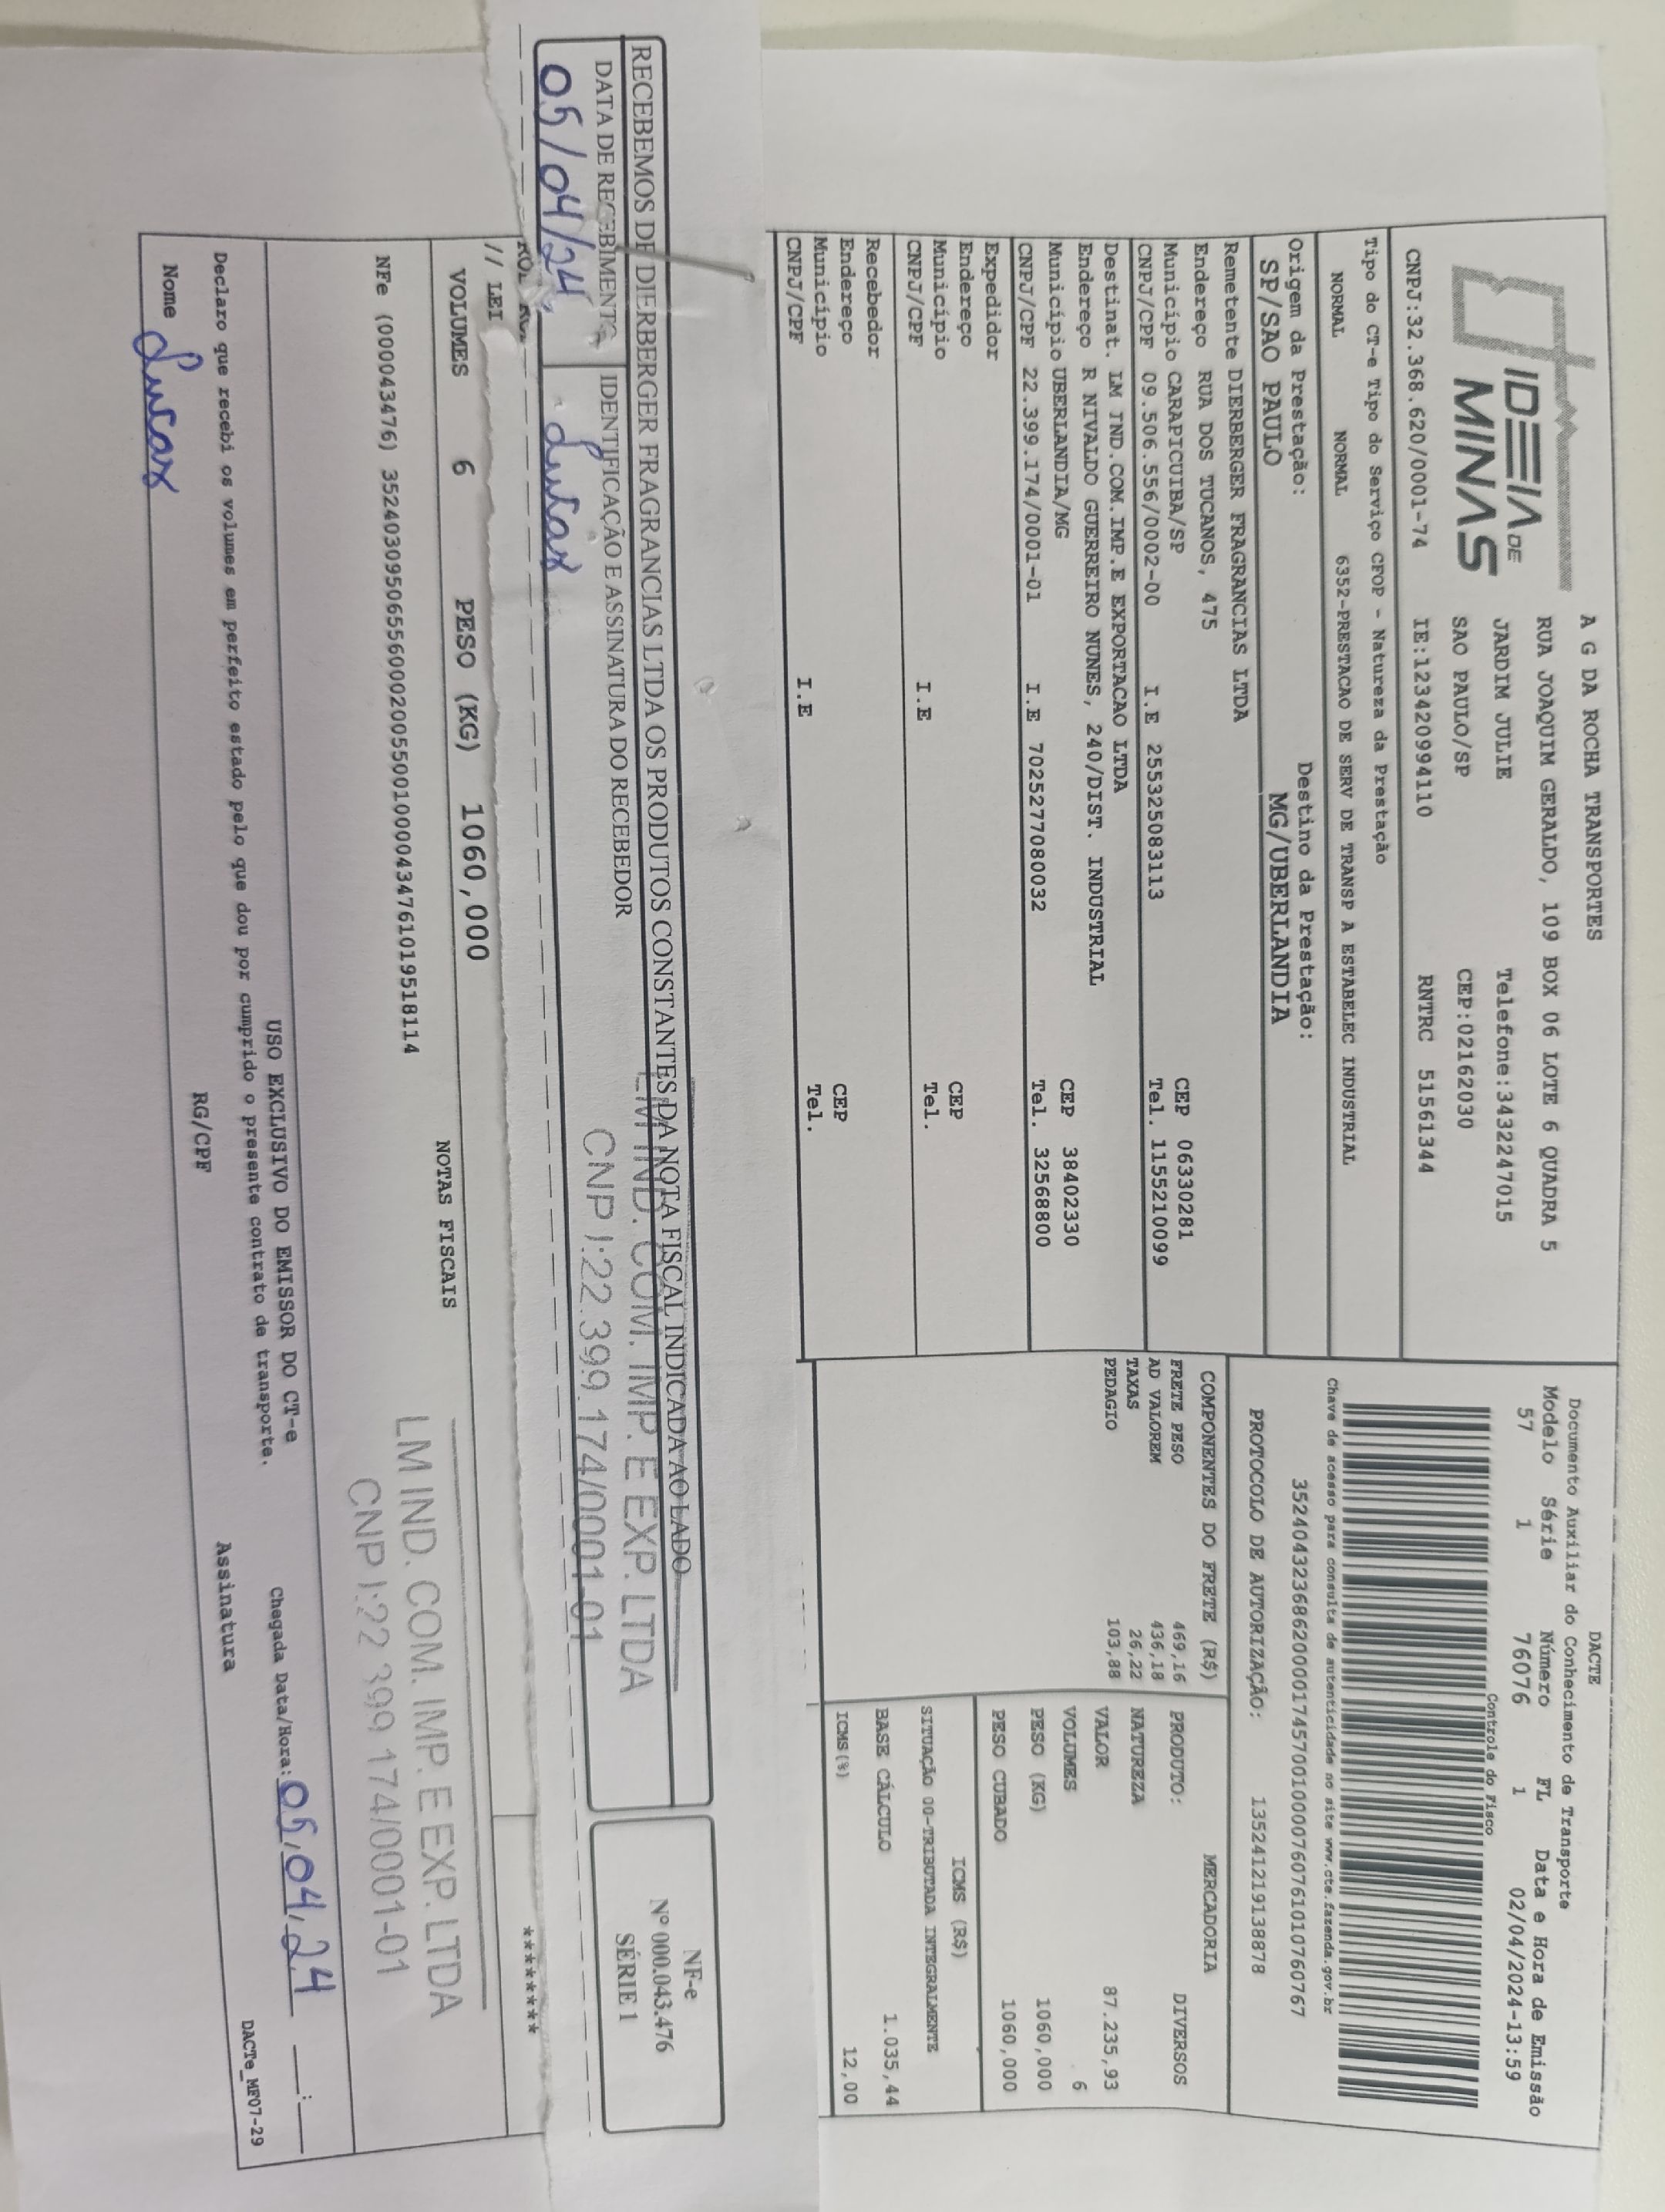 IDEIA DE
MINAS
A G DA ROCHA TRANSPORTES
RUA JOAQUIM GERALDO, 109 BOX 06 LOTE 6 QUADRA 5
JARDIM JULIE Telefone:3432247015
SAO PAULO/SP CEP:02162030
CNPJ:32.368.620/0001-74 IE:123420994110 RNTRC 51561344
DACTE
Documento Auxiliar do Conhecimento de Transporte
Modelo Série Número FL Data e Hora de Emissão
57 1 76076 1 02/04/2024-13:59
Controle do Fisco
Chave de acesso para consulta de autenticidade no site www.cte.fazenda.gov.br
35240432368620000174570010000760761010760767
PROTOCOLO DE AUTORIZAÇÃO: 135241219138878
Tipo do CT-e Tipo do Serviço CFOP - Natureza da Prestação
NORMAL NORMAL 6352-PRESTACAO DE SERV DE TRANSP A ESTABELEC INDUSTRIAL
Origem da Prestação: Destino da Prestação:
SP/SAO PAULO MG/UBERLANDIA
Remetente DIERBERGER FRAGRANCIAS LTDA
Endereço RUA DOS TUCANOS, 475
Município CARAPICUIBA/SP CEP 06330281
CNPJ/CPF 09.506.556/0002-00 I.E 255325083113 Tel. 1155210099
Destinat. LM IND.COM.IMP.E EXPORTACAO LTDA
Endereço R NIVALDO GUERREIRO NUNES, 240/DIST. INDUSTRIAL
Município UBERLANDIA/MG CEP 38402330
CNPJ/CPF 22.399.174/0001-01 I.E 7025277080032 Tel. 32568800
Expedidor
Endereço
Município CEP
CNPJ/CPF I.E Tel.
Recebedor
Endereço
Município CEP
CNPJ/CPF I.E Tel.
COMPONENTES DO FRETE (R$)
FRETE PESO 469,16
AD VALOREM 436,18
TAXAS 26,22
PEDAGIO 103,88
MERCADORIA
PRODUTO: DIVERSOS
NATUREZA
VALOR 87.235,93
VOLUMES 6
PESO (KG) 1060,000
PESO CUBADO 1060,000
ICMS (R$)
SITUAÇÃO 00-TRIBUTADA INTEGRALMENTE
BASE CÁLCULO 1.035,44
ICMS(%) 12,00
RECEBEMOS DE DIERBERGER FRAGRANCIAS LTDA OS PRODUTOS CONSTANTES DA NOTA FISCAL INDICADA AO LADO
DATA DE RECEBIMENTO IDENTIFICAÇÃO E ASSINATURA DO RECEBEDOR
05/04/24 Lucas
LM IND. COM. IMP. E EXP. LTDA
CNPJ:22.399.174/0001-01
NF-e
Nº 000.043.476
SÉRIE 1
// LEI
*******
VOLUMES 6 PESO (KG) 1060,000 NOTAS FISCAIS
NFe (000043476) 35240309506556000200550010000434761019518114
LM IND. COM. IMP. E EXP. LTDA
CNPJ:22 399 174/0001-01
USO EXCLUSIVO DO EMISSOR DO CT-e
Declaro que recebi os volumes em perfeito estado pelo que dou por cumprido o presente contrato de transporte.
Chegada Data/Hora: 05/04/24 __:__
Nome Lucas RG/CPF Assinatura
DACTe_MF07-29